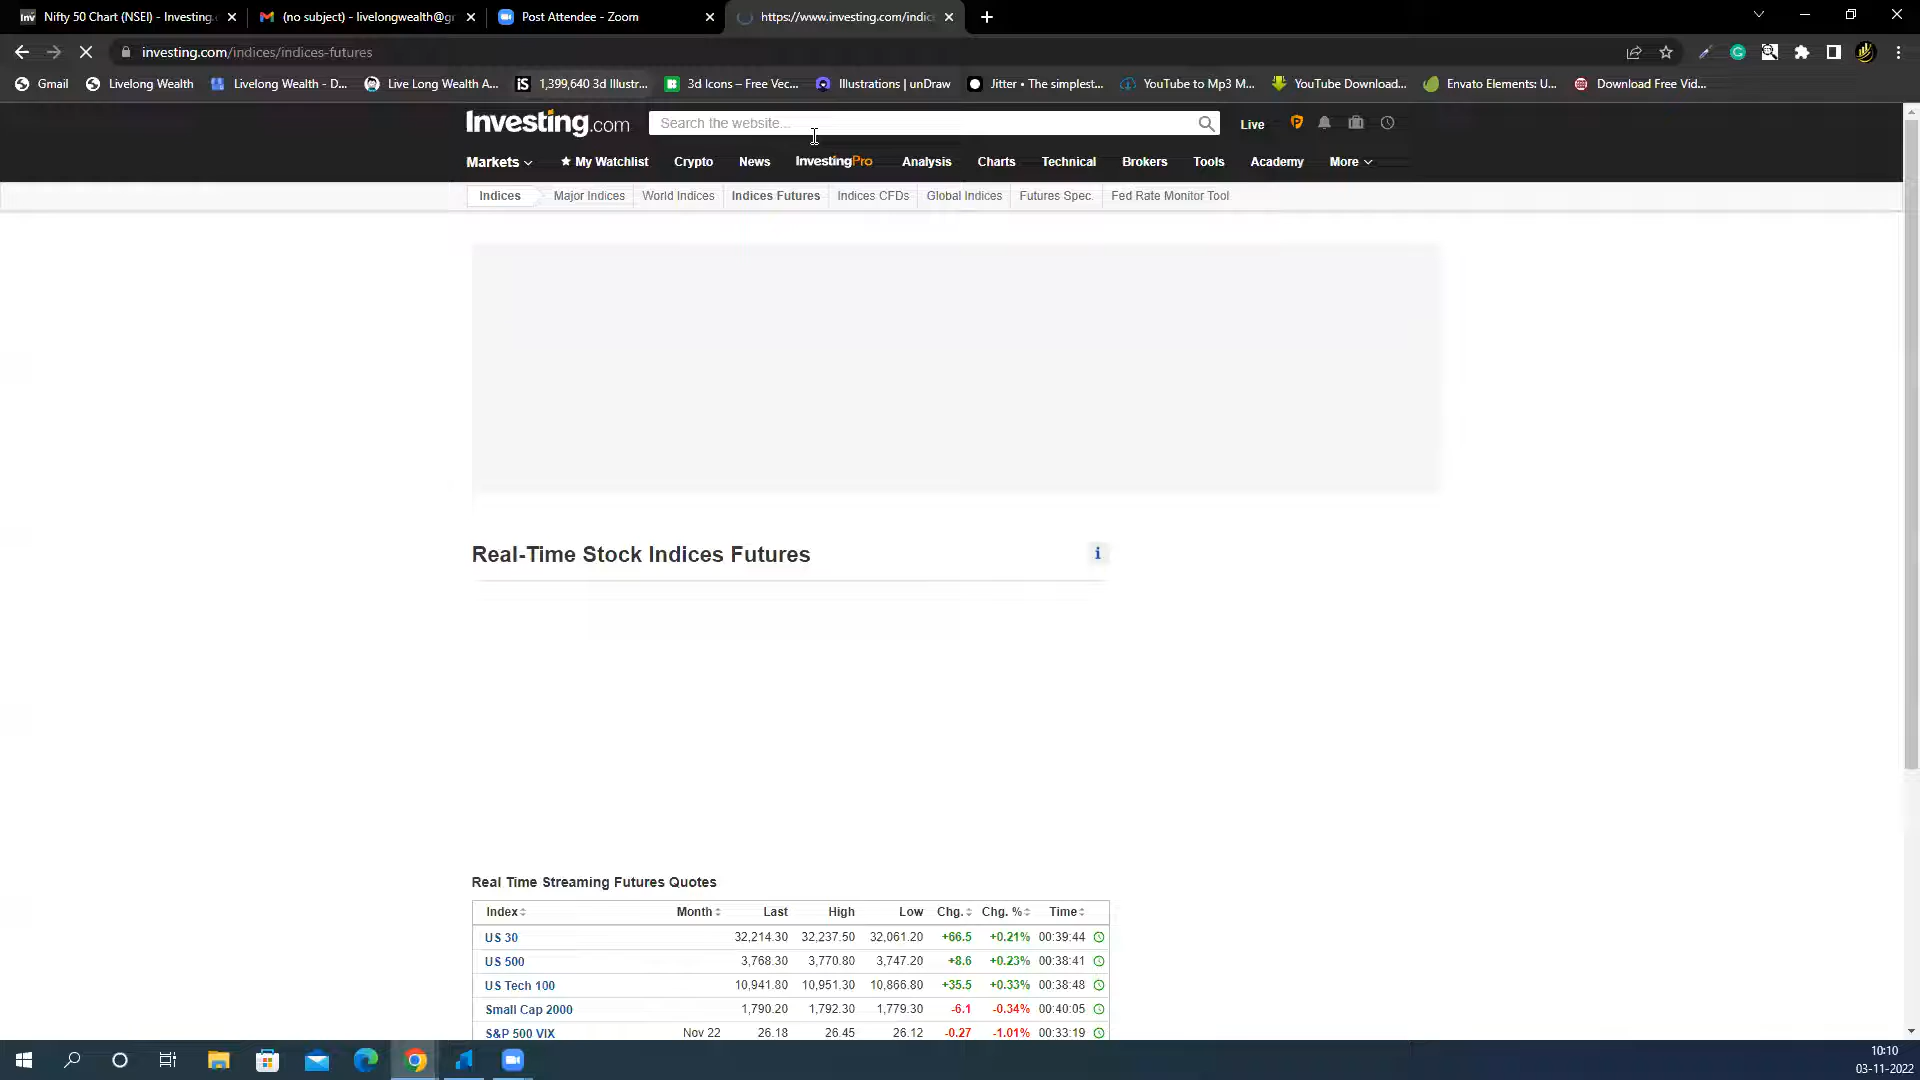 Nifty 50 Chart (NSEI) - Investing.
(no subject) - livelongwealth@gr
Post Attendee - Zoom
https://www.investing.com/indic
investing.com/indices/indices-futures
Gmail Livelong Wealth Livelong Wealth - D... Live Long Wealth A... 1,399,640 3d Illustr... 3d Icons – Free Vec... Illustrations | unDraw Jitter • The simplest... YouTube to Mp3 M... YouTube Download... Envato Elements: U... Download Free Vid...
Investing.com Search the website... Live
Markets My Watchlist Crypto News InvestingPro Analysis Charts Technical Brokers Tools Academy More
Indices Major Indices World Indices Indices Futures Indices CFDs Global Indices Futures Spec. Fed Rate Monitor Tool
Real-Time Stock Indices Futures
Real Time Streaming Futures Quotes
Index Month Last High Low Chg. Chg. % Time
US 30 32,214.30 32,237.50 32,061.20 +66.5 +0.21% 00:39:44
US 500 3,768.30 3,770.80 3,747.20 +8.6 +0.23% 00:38:41
US Tech 100 10,941.80 10,951.30 10,866.80 +35.5 +0.33% 00:38:48
Small Cap 2000 1,790.20 1,792.30 1,779.30 -6.1 -0.34% 00:40:05
S&P 500 VIX Nov 22 26.18 26.45 26.12 -0.27 -1.01% 00:33:19
10:10
03-11-2022